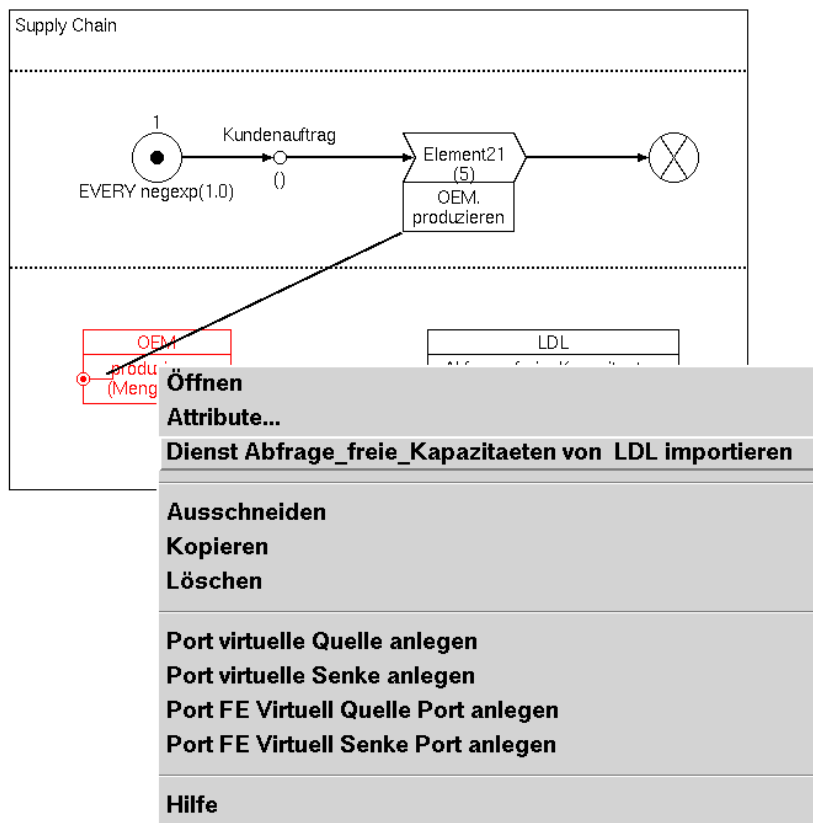 Supply Chain
1
Kundenauftrag
EVERY negexp(1.0)
()
Element21
(5)
OEM.
produzieren
OEM
LDL
(Meng
Öffnen
Attribute...
Dienst Abfrage_freie_Kapazitaeten von LDL importieren
Ausschneiden
Kopieren
Löschen
Port virtuelle Quelle anlegen
Port virtuelle Senke anlegen
Port FE Virtuell Quelle Port anlegen
Port FE Virtuell Senke Port anlegen
Hilfe